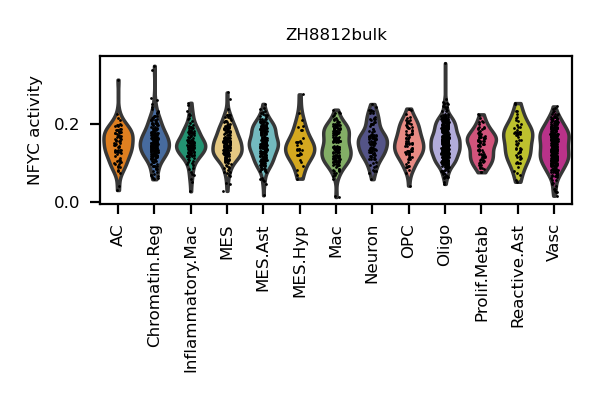 ZH8812bulk
NFYC activity
0.2
0.0
AC
Chromatin.Reg
Inflammatory.Mac
MES
MES.Ast
MES.Hyp
Mac
Neuron
OPC
Oligo
Prolif.Metab
Reactive.Ast
Vasc